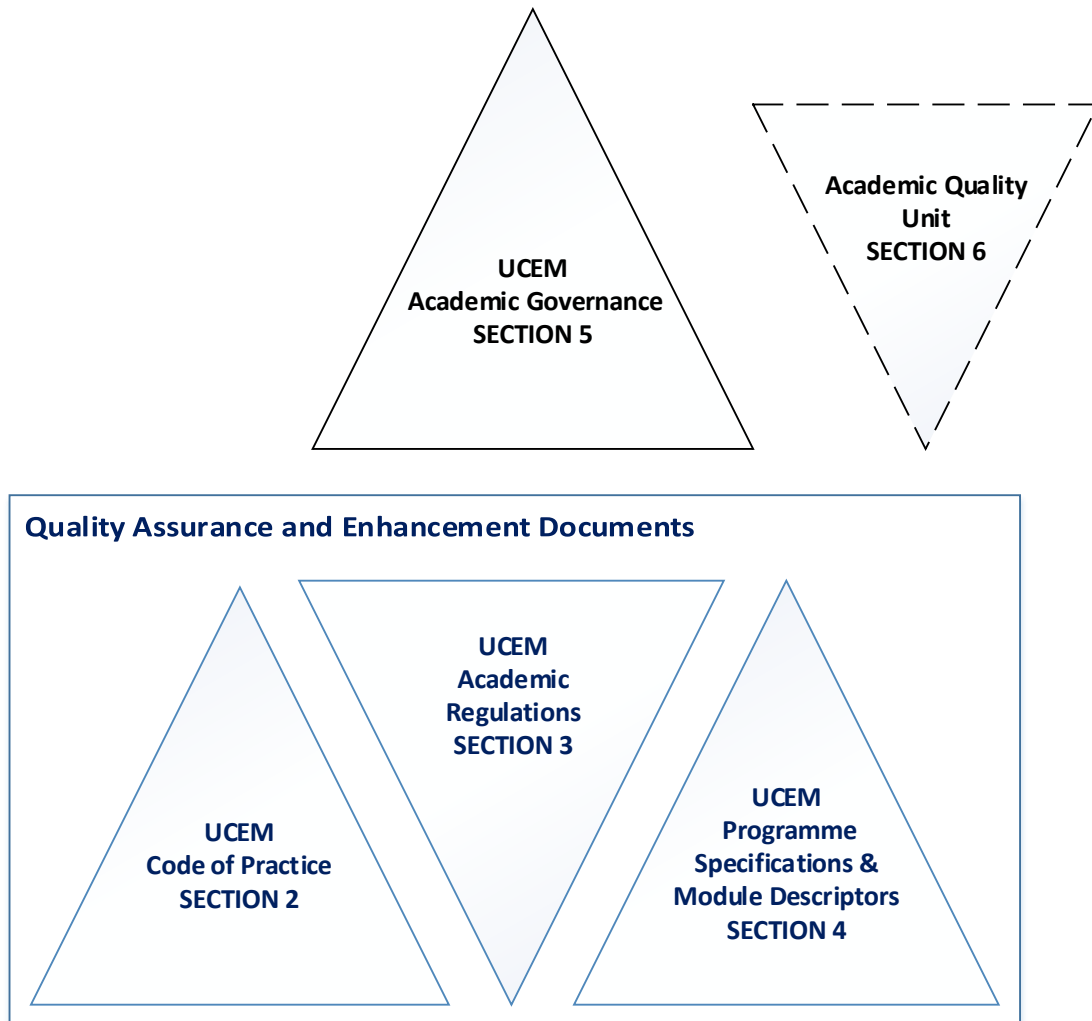 UCEM
Academic Governance
SECTION 5
Academic Quality
Unit
SECTION 6
Quality Assurance and Enhancement Documents
UCEM
Code of Practice
SECTION 2
UCEM
Academic
Regulations
SECTION 3
UCEM
Programme
Specifications &
Module Descriptors
SECTION 4